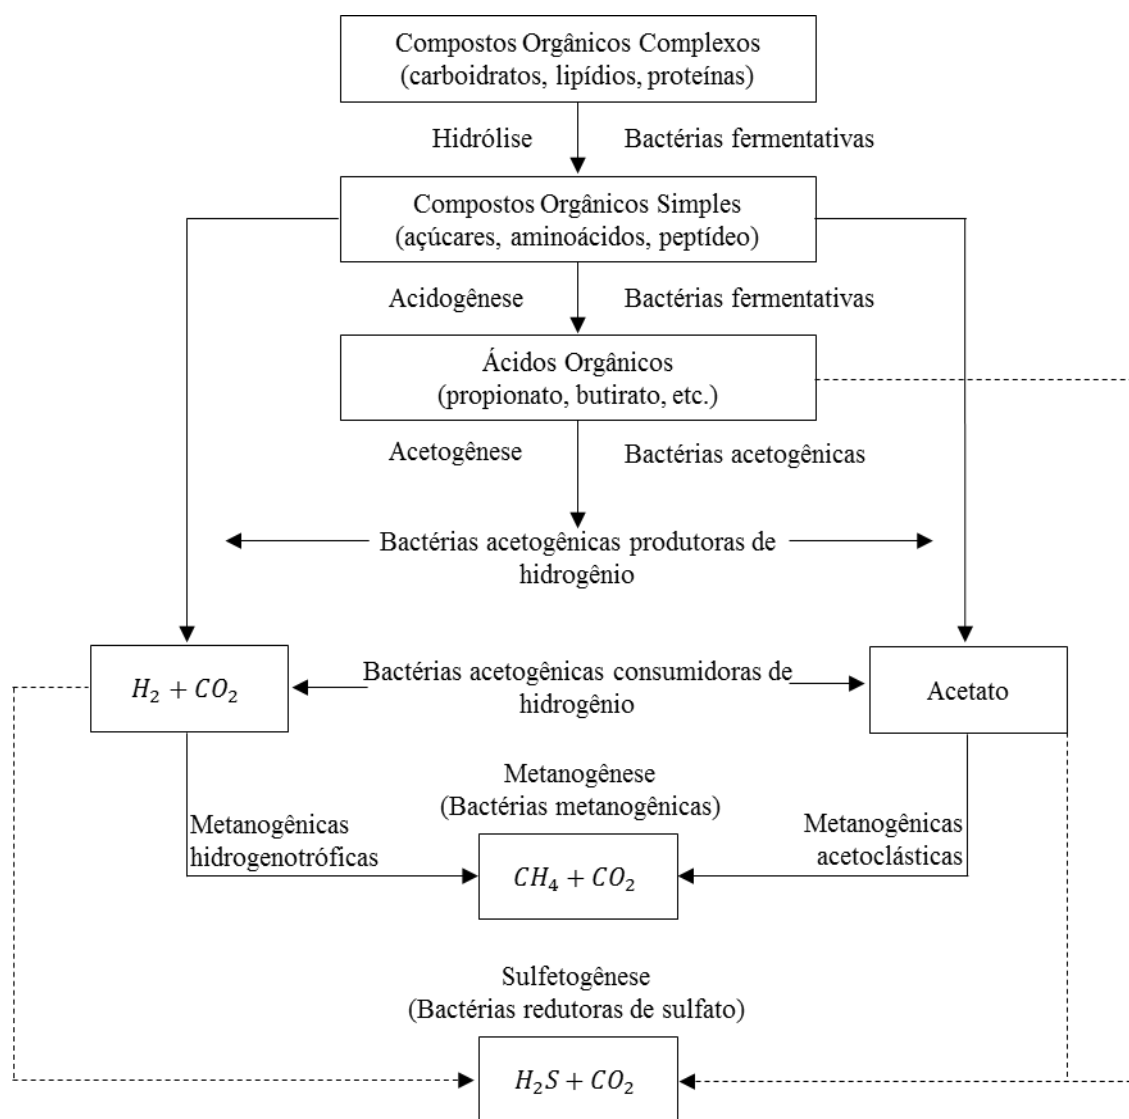 Compostos Orgânicos Complexos
(carboidratos, lipídios, proteínas)
Hidrólise
Bactérias fermentativas
Compostos Orgânicos Simples
(açúcares, aminoácidos, peptídeo)
Acidogênese
Bactérias fermentativas
Ácidos Orgânicos
(propionato, butirato, etc.)
Acetogênese
Bactérias acetogênicas
Bactérias acetogênicas produtoras de
hidrogênio
H₂ + CO₂
Bactérias acetogênicas consumidoras de
hidrogênio
Acetato
Metanogênese
(Bactérias metanogênicas)
Metanogênicas
hidrogenotróficas
CH₄ + CO₂
Metanogênicas
acetoclásticas
Sulfetogênese
(Bactérias redutoras de sulfato)
H₂S + CO₂